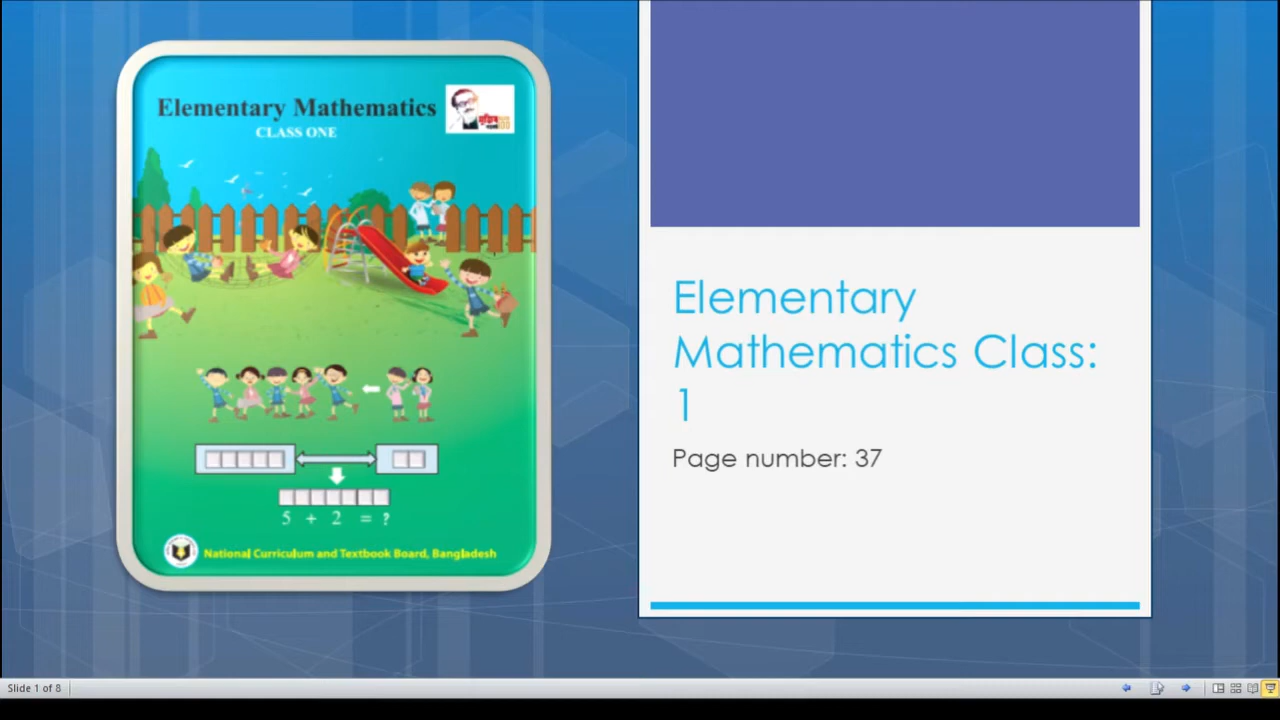 Elementary Mathematics
CLASS ONE
মুজিব
100
5 + 2 = ?
National Curriculum and Textbook Board, Bangladesh
Elementary
Mathematics Class:
1
Page number: 37
Slide 1 of 8